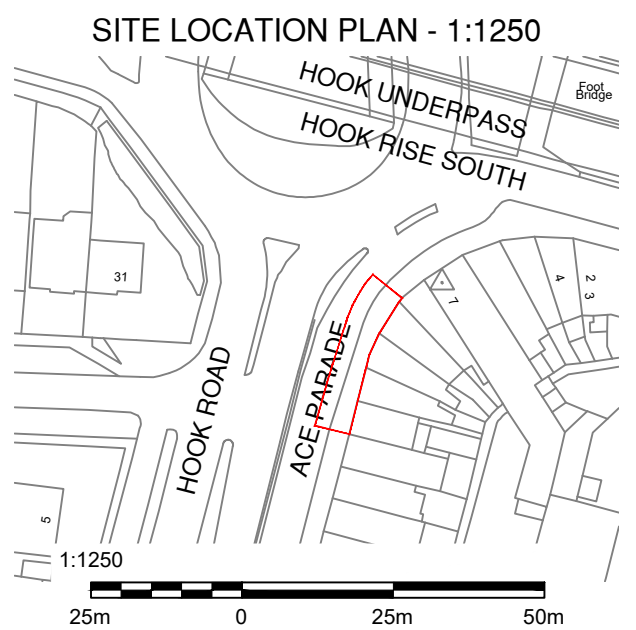 SITE LOCATION PLAN - 1:1250
HOOK UNDERPASS
Foot
Bridge
HOOK RISE SOUTH
31
4
2
3
7
ACE PARADE
HOOK ROAD
5
1:1250
25m 0 25m 50m